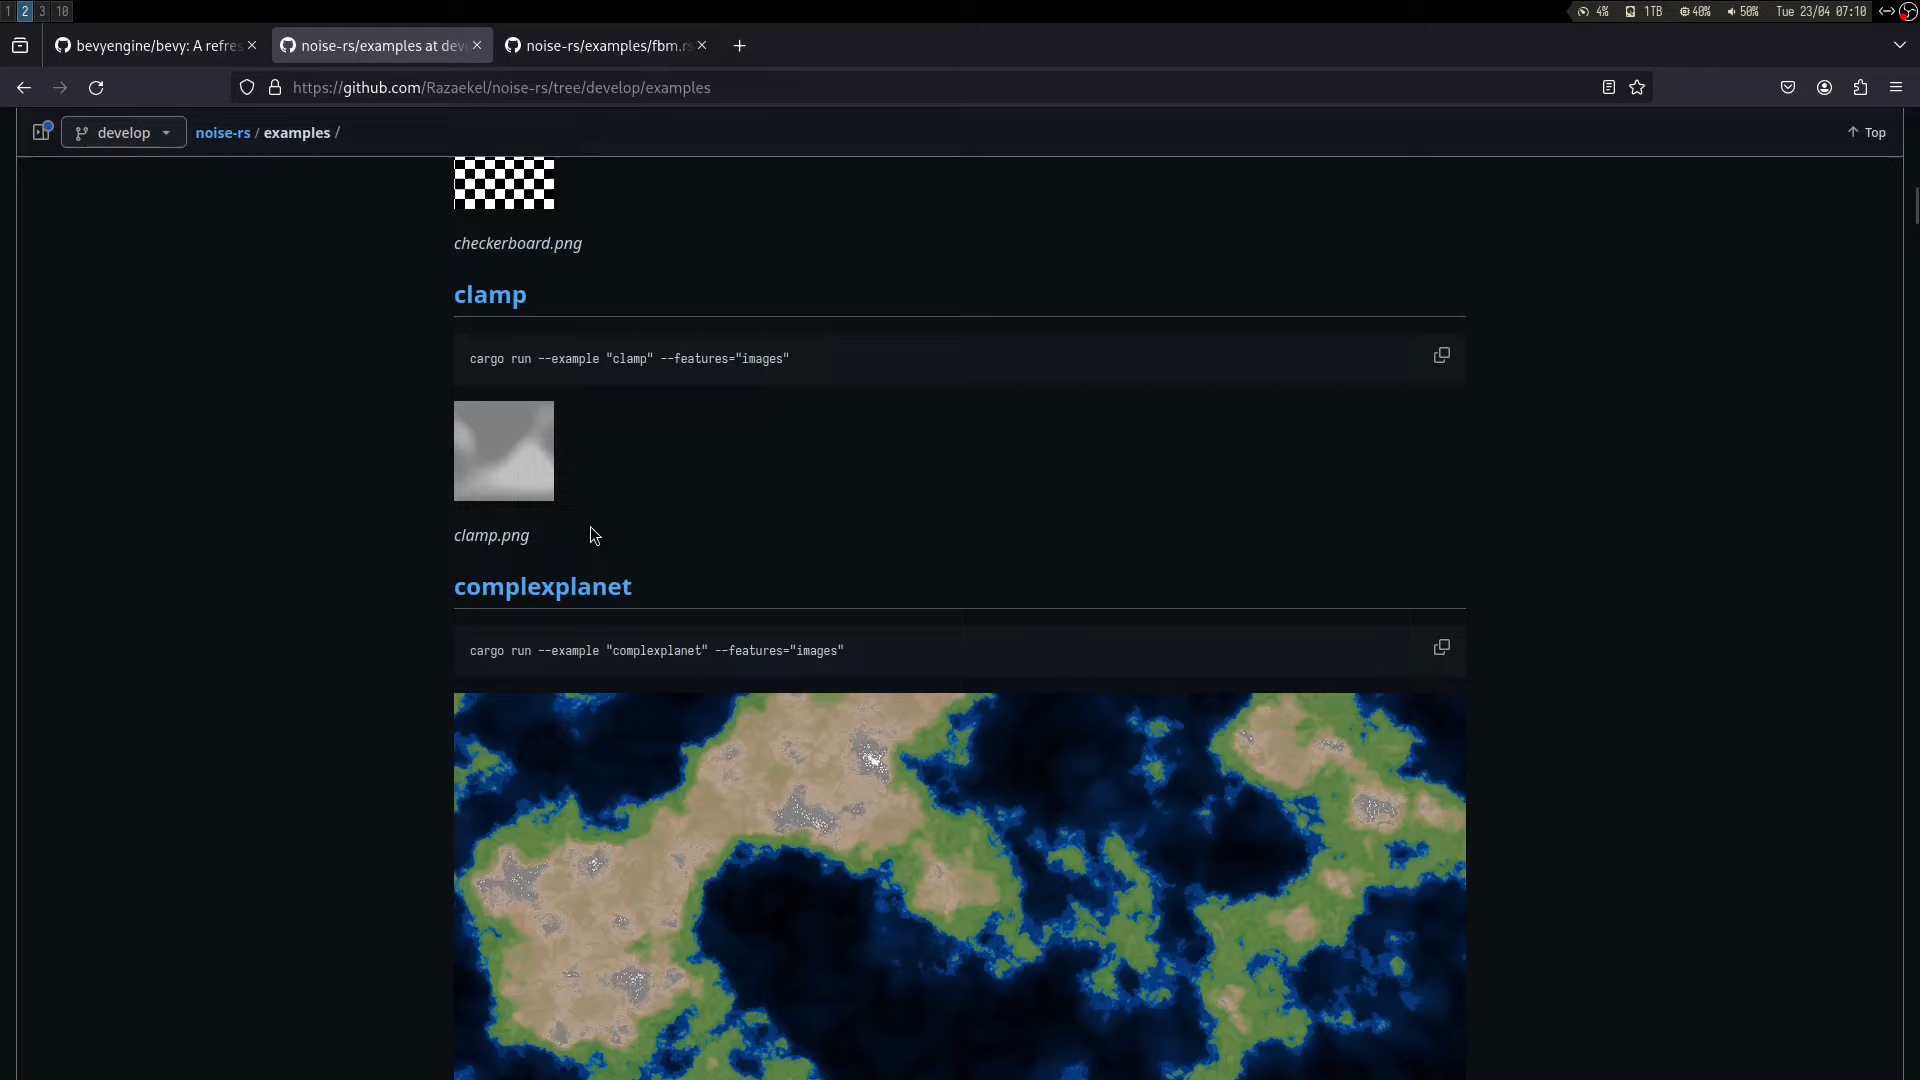 1 2 3 10
4% 1TB 40% 50% Tue 23/04 07:10
bevyengine/bevy: A refre
noise-rs/examples at dev
noise-rs/examples/fbm.rs
https://github.com/Razaekel/noise-rs/tree/develop/examples
develop
noise-rs / examples /
Top
checkerboard.png
clamp
cargo run --example "clamp" --features="images"
clamp.png
complexplanet
cargo run --example "complexplanet" --features="images"